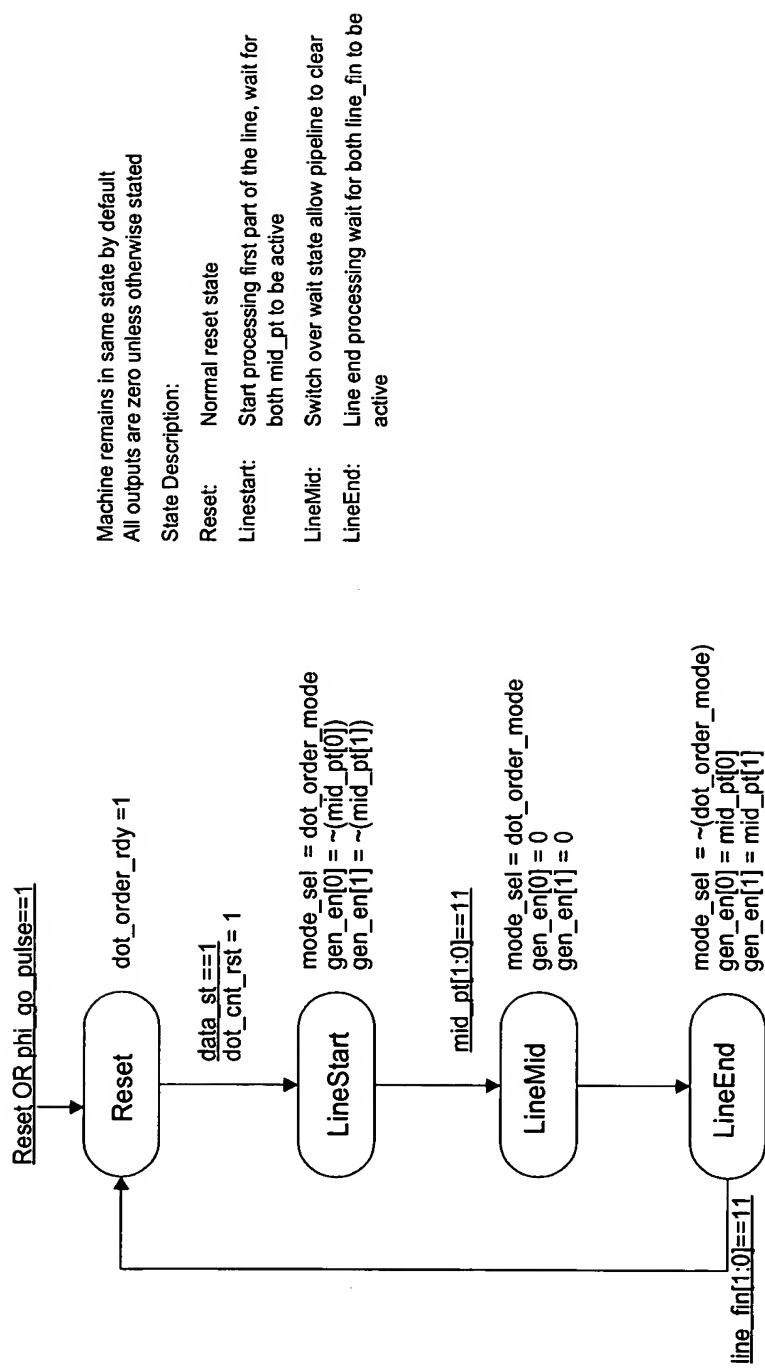 Reset OR phi_go_pulse==1
Reset
dot_order_rdy =1
data_st ==1
dot_cnt_rst = 1
LineStart
mode_sel = dot_order_mode
gen_en[0] = ~(mid_pt[0])
gen_en[1] = ~(mid_pt[1])
mid_pt[1:0]==11
LineMid
mode_sel = dot_order_mode
gen_en[0] = 0
gen_en[1] = 0
LineEnd
mode_sel = ~(dot_order_mode)
gen_en[0] = mid_pt[0]
gen_en[1] = mid_pt[1]
line_fin[1:0]==11
Machine remains in same state by default
All outputs are zero unless otherwise stated
State Description:
Reset: Normal reset state
Linestart: Start processing first part of the line, wait for
both mid_pt to be active
LineMid: Switch over wait state allow pipeline to clear
LineEnd: Line end processing wait for both line_fin to be
active